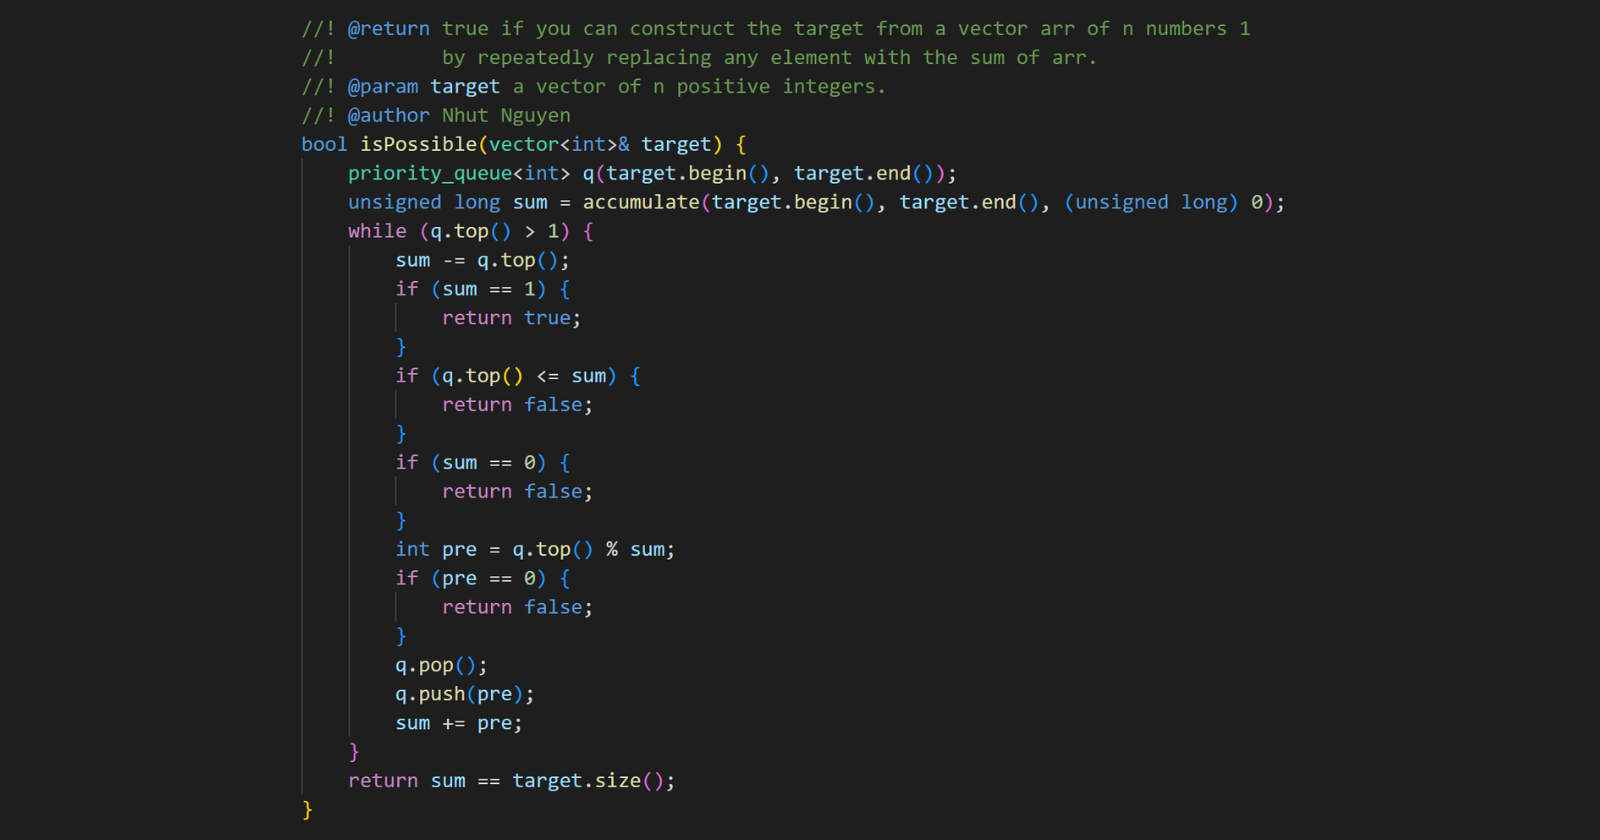 //! @return true if you can construct the target from a vector arr of n numbers 1
//!         by repeatedly replacing any element with the sum of arr.
//! @param target a vector of n positive integers.
//! @author Nhut Nguyen
bool isPossible(vector<int>& target) {
    priority_queue<int> q(target.begin(), target.end());
    unsigned long sum = accumulate(target.begin(), target.end(), (unsigned long) 0);
    while (q.top() > 1) {
        sum -= q.top();
        if (sum == 1) {
            return true;
        }
        if (q.top() <= sum) {
            return false;
        }
        if (sum == 0) {
            return false;
        }
        int pre = q.top() % sum;
        if (pre == 0) {
            return false;
        }
        q.pop();
        q.push(pre);
        sum += pre;
    }
    return sum == target.size();
}